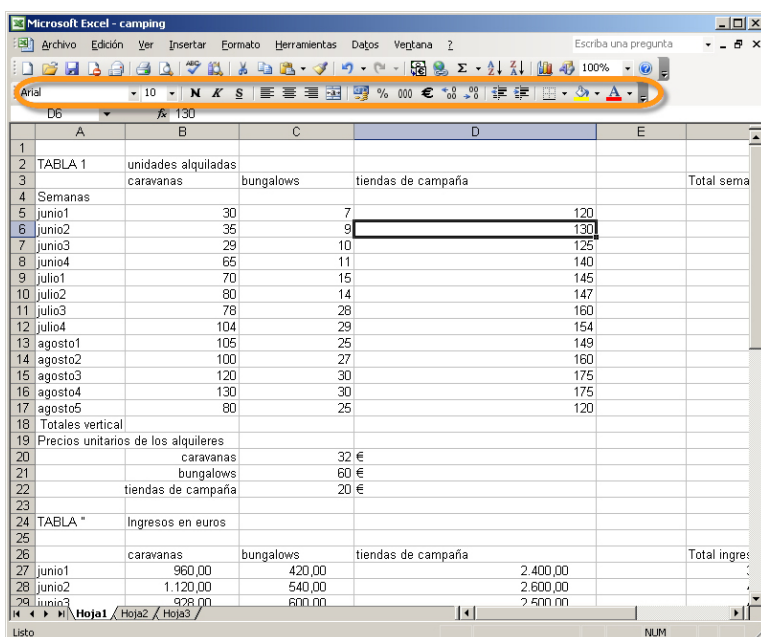 Microsoft Excel - camping
Archivo Edición Ver Insertar Formato Herramientas Datos Ventana ? Escriba una pregunta
100%
Arial 10 N K S % 000 €
D6 fx 130
A B C D E
1
2 TABLA 1 unidades alquiladas
3 caravanas bungalows tiendas de campaña Total sema
4 Semanas
5 junio1 30 7 120
6 junio2 35 9 130
7 junio3 29 10 125
8 junio4 65 11 140
9 julio1 70 15 145
10 julio2 80 14 147
11 julio3 78 28 160
12 julio4 104 29 154
13 agosto1 105 25 149
14 agosto2 100 27 160
15 agosto3 120 30 175
16 agosto4 130 30 175
17 agosto5 80 25 120
18 Totales vertical
19 Precios unitarios de los alquileres
20 caravanas 32 €
21 bungalows 60 €
22 tiendas de campaña 20 €
23
24 TABLA " Ingresos en euros
25
26 caravanas bungalows tiendas de campaña Total ingres
27 junio1 960,00 420,00 2.400,00
28 junio2 1.120,00 540,00 2.600,00
29 junio3 928,00 600,00 2.500,00
Hoja1 Hoja2 Hoja3
Listo NUM